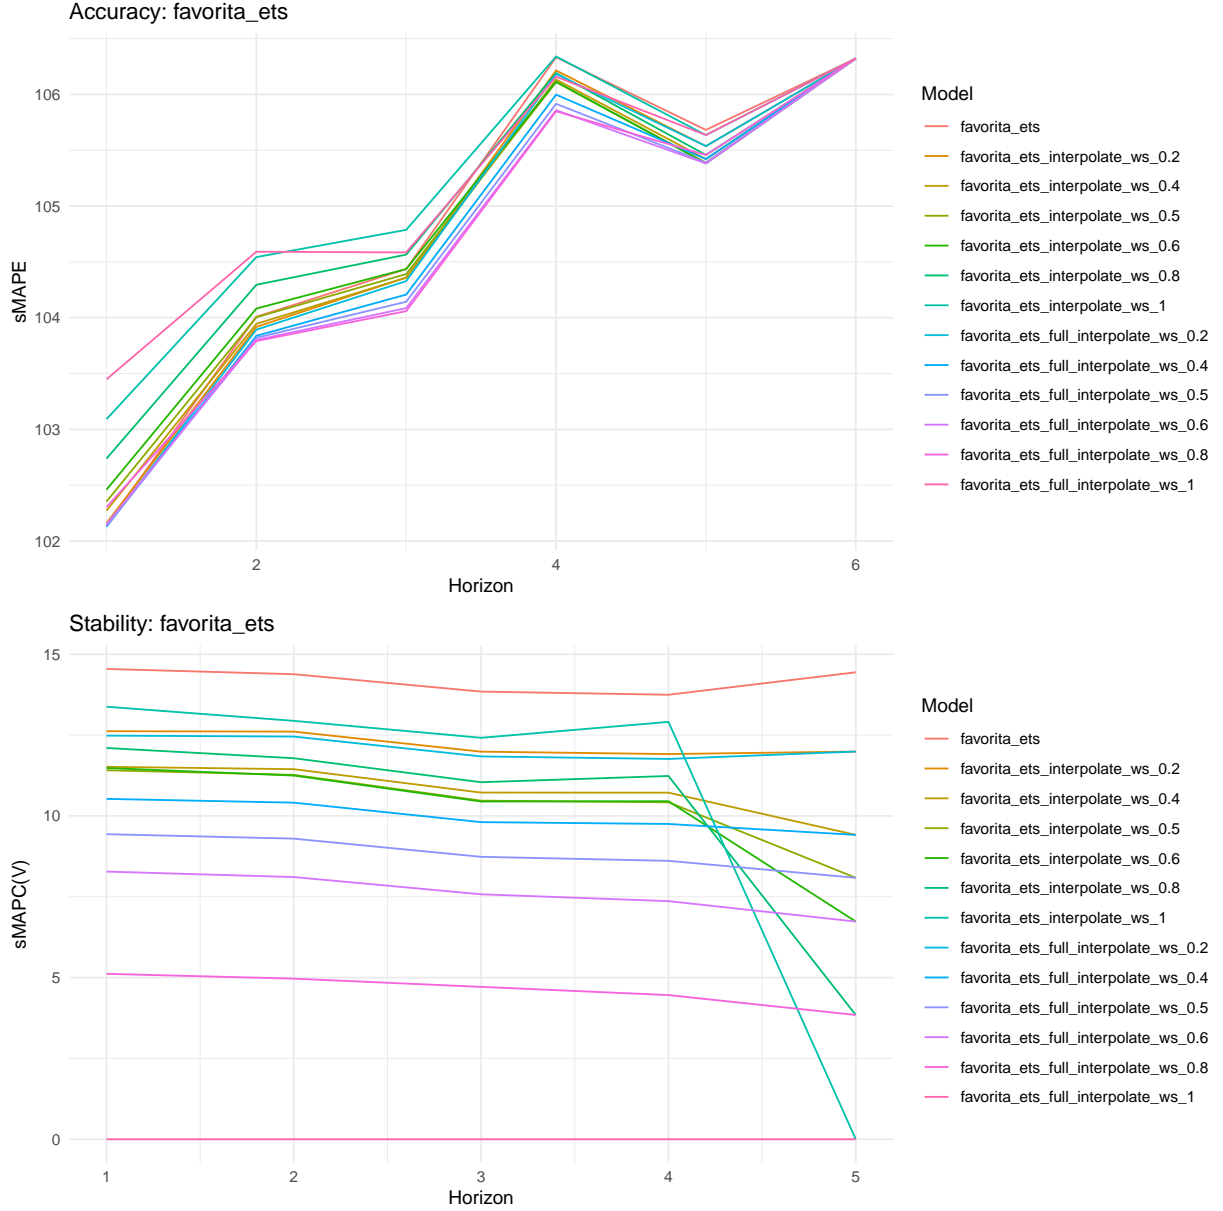 Accuracy: favorita_ets
106
105
104
103
102
sMAPE
2
4
6
Horizon
Model
favorita_ets
favorita_ets_interpolate_ws_0.2
favorita_ets_interpolate_ws_0.4
favorita_ets_interpolate_ws_0.5
favorita_ets_interpolate_ws_0.6
favorita_ets_interpolate_ws_0.8
favorita_ets_interpolate_ws_1
favorita_ets_full_interpolate_ws_0.2
favorita_ets_full_interpolate_ws_0.4
favorita_ets_full_interpolate_ws_0.5
favorita_ets_full_interpolate_ws_0.6
favorita_ets_full_interpolate_ws_0.8
favorita_ets_full_interpolate_ws_1
Stability: favorita_ets
15
10
5
0
sMAPC(V)
1
2
3
4
5
Horizon
Model
favorita_ets
favorita_ets_interpolate_ws_0.2
favorita_ets_interpolate_ws_0.4
favorita_ets_interpolate_ws_0.5
favorita_ets_interpolate_ws_0.6
favorita_ets_interpolate_ws_0.8
favorita_ets_interpolate_ws_1
favorita_ets_full_interpolate_ws_0.2
favorita_ets_full_interpolate_ws_0.4
favorita_ets_full_interpolate_ws_0.5
favorita_ets_full_interpolate_ws_0.6
favorita_ets_full_interpolate_ws_0.8
favorita_ets_full_interpolate_ws_1